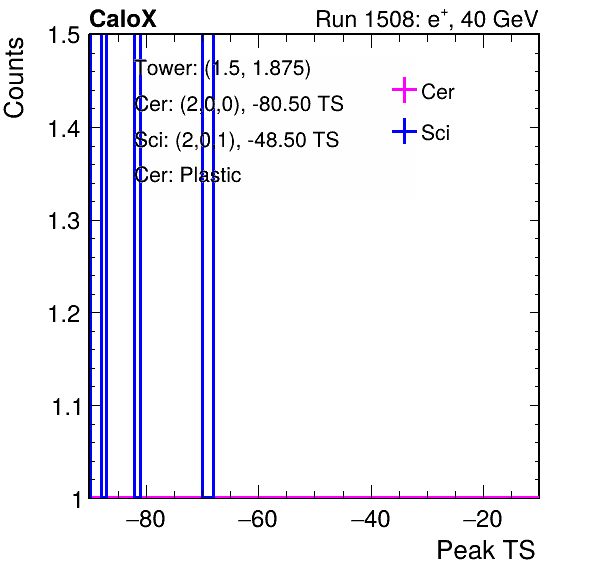 CaloX Run 1508: e+, 40 GeV
Counts
1.5
1.4
1.3
1.2
1.1
1
Tower: (1.5, 1.875)
Cer: (2,0,0), -80.50 TS
Sci: (2,0,1), -48.50 TS
Cer: Plastic
Cer
Sci
−80 −60 −40 −20
Peak TS